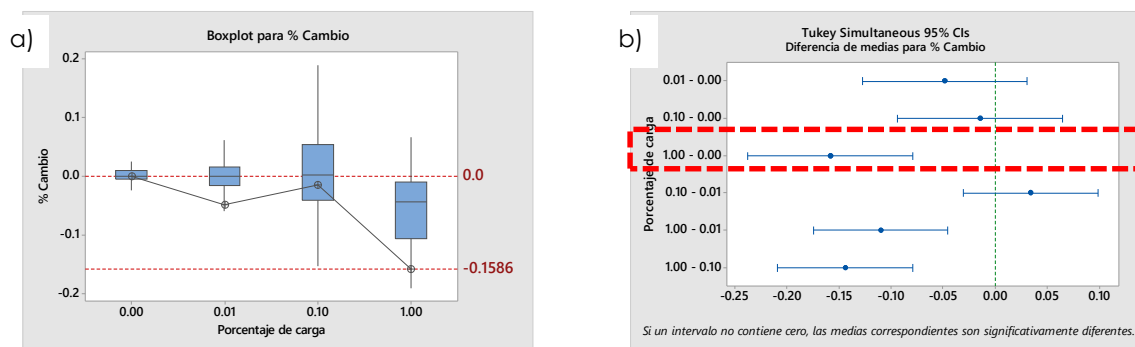 a)
Boxplot para % Cambio
% Cambio
0.2
0.1
0.0
-0.1
-0.2
0.0
-0.1586
0.00 0.01 0.10 1.00
Porcentaje de carga
b)
Tukey Simultaneous 95% CIs
Diferencia de medias para % Cambio
Porcentaje de carga
0.01 - 0.00
0.10 - 0.00
1.00 - 0.00
0.10 - 0.01
1.00 - 0.01
1.00 - 0.10
-0.25 -0.20 -0.15 -0.10 -0.05 0.00 0.05 0.10
Si un intervalo no contiene cero, las medias correspondientes son significativamente diferentes.